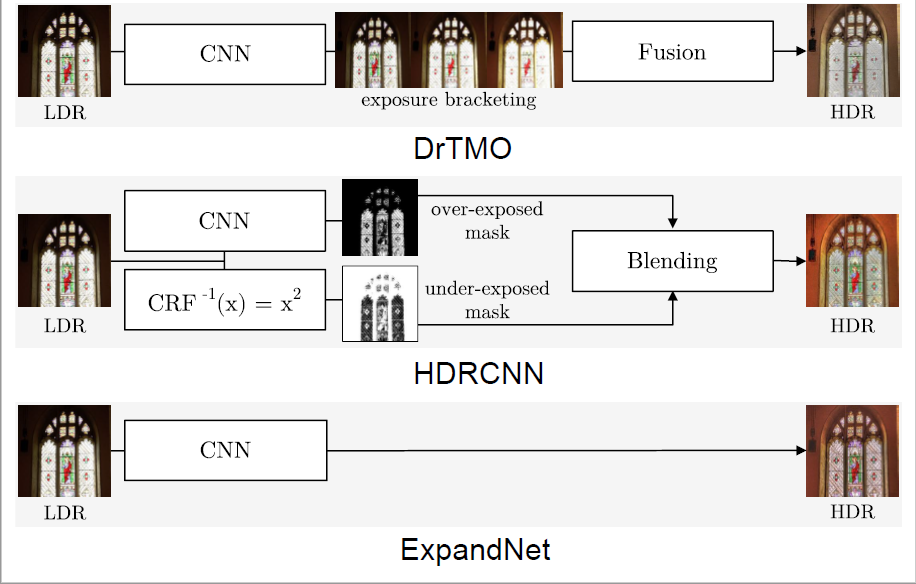 CNN
Fusion
LDR
exposure bracketing
HDR
DrTMO
CNN
over-exposed
mask
Blending
CRF⁻¹(x) = x²
under-exposed
mask
LDR
HDR
HDRCNN
CNN
LDR
HDR
ExpandNet